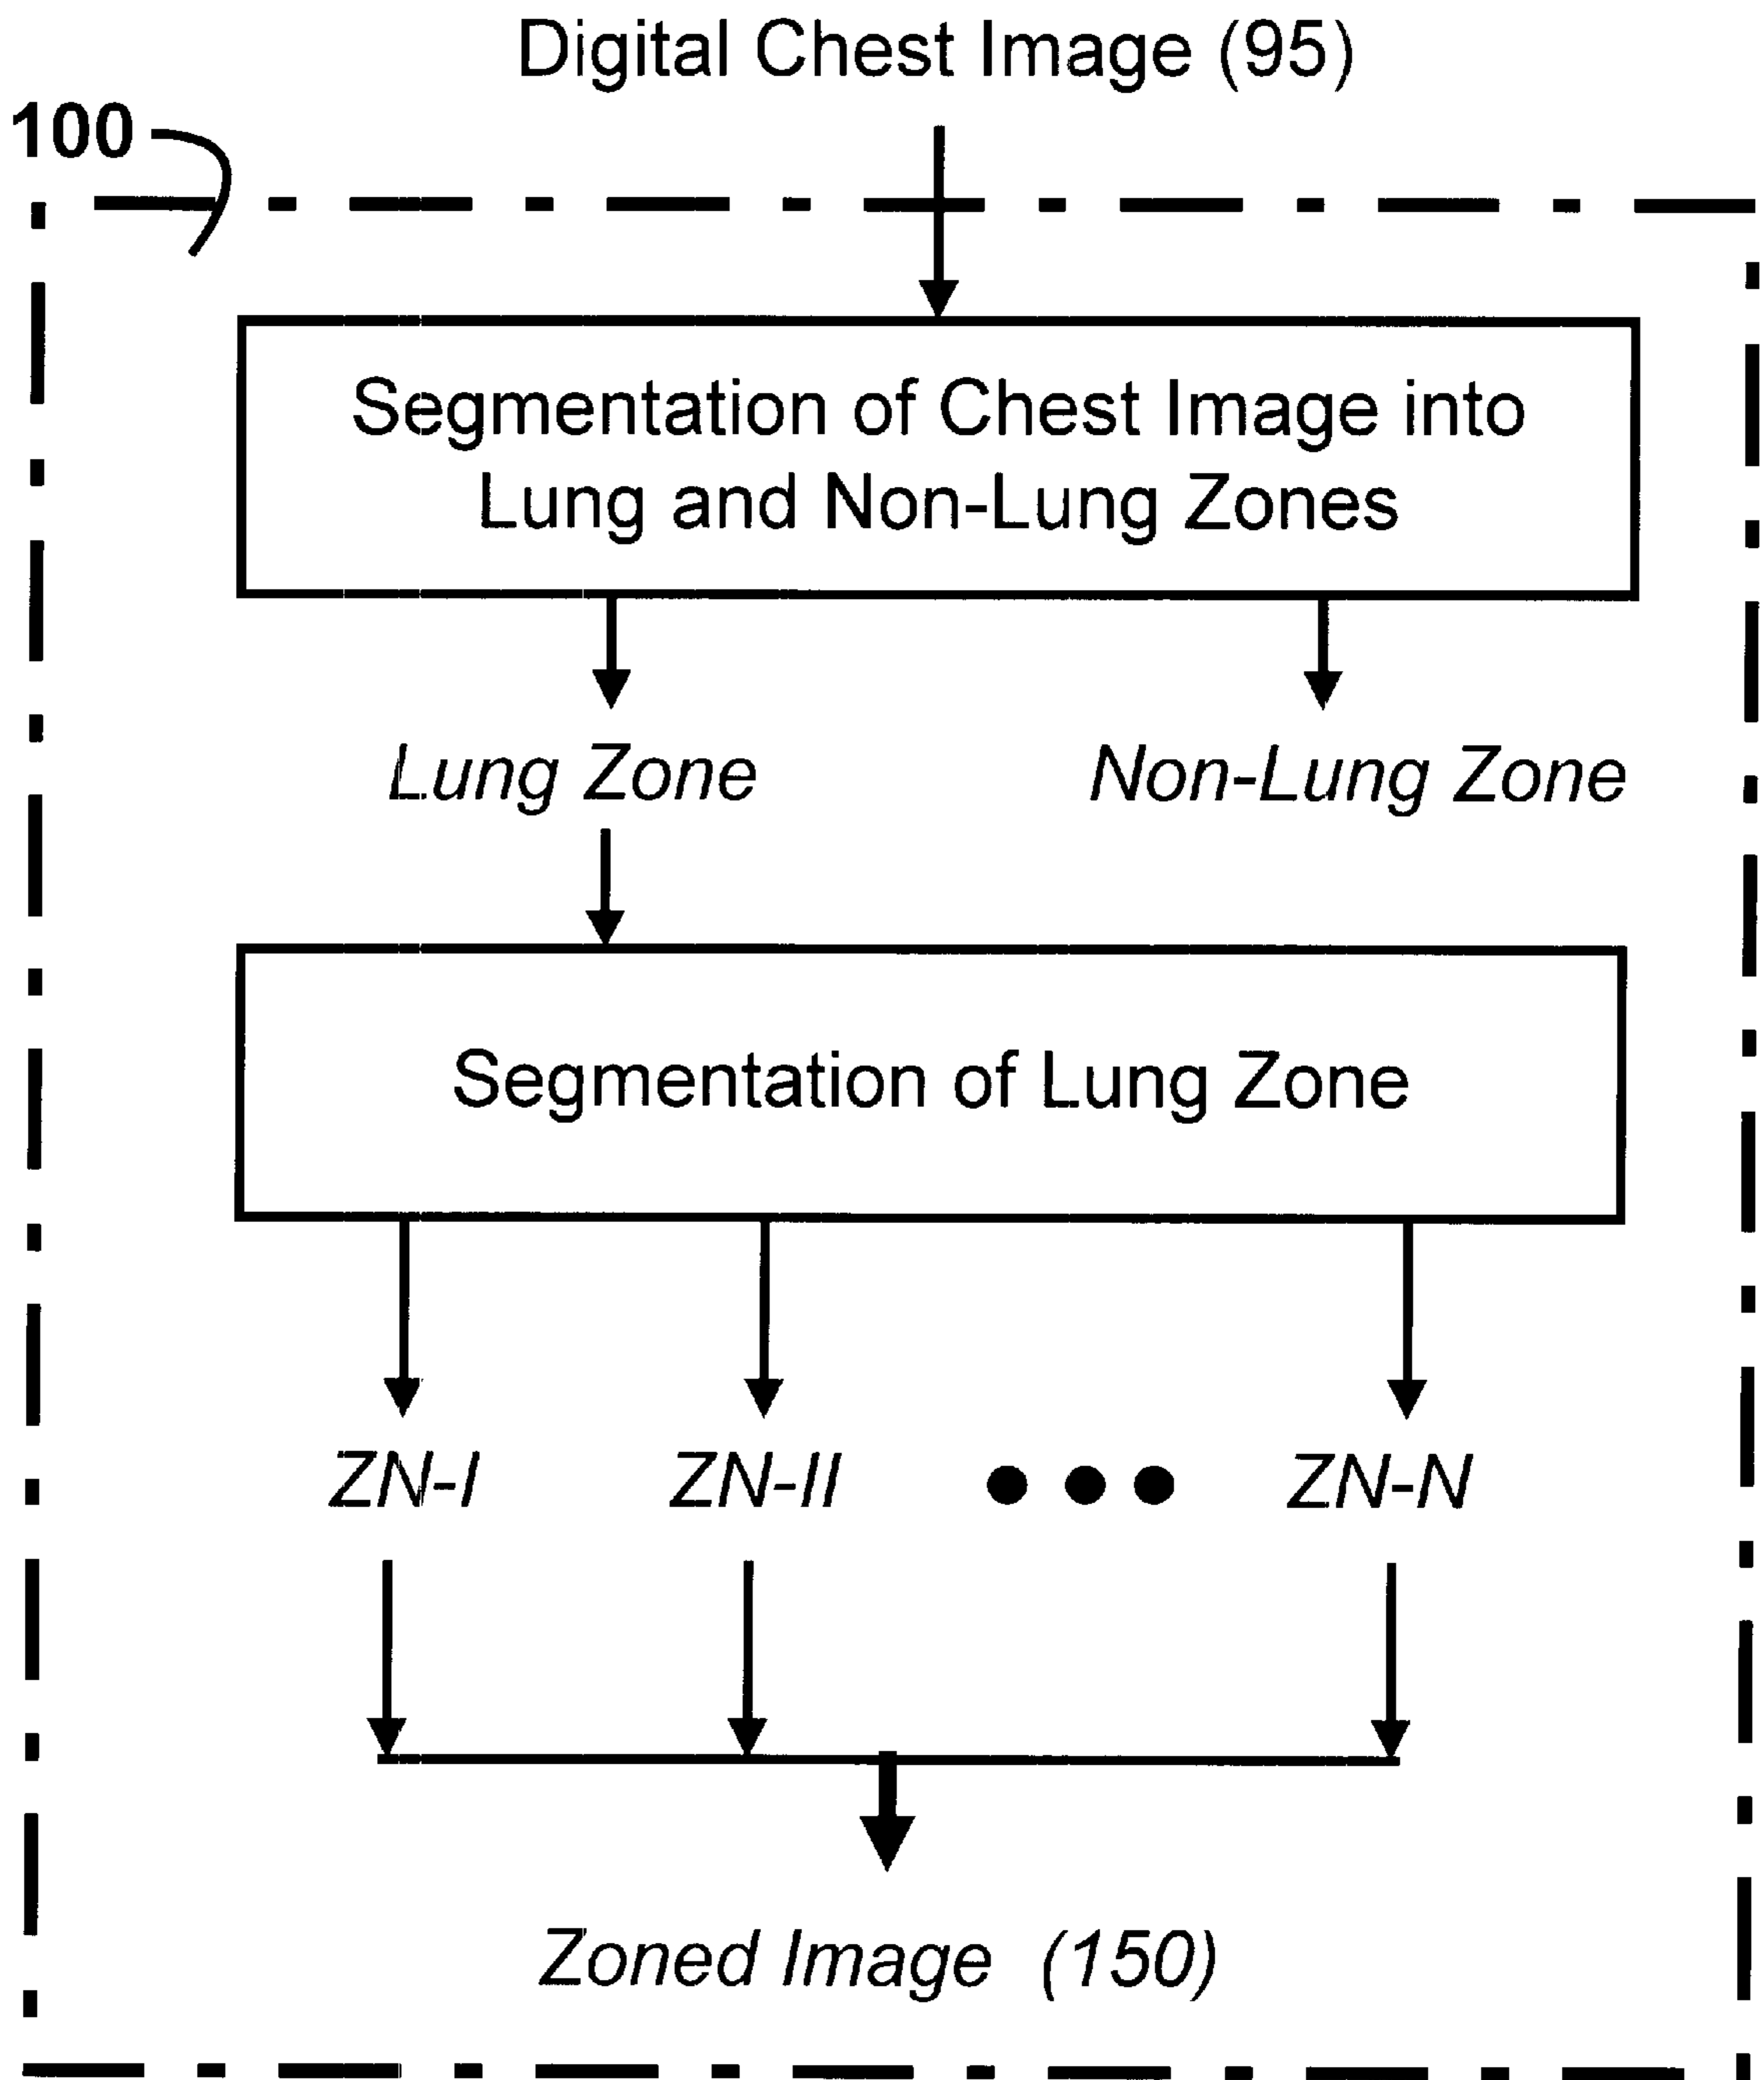 Digital Chest Image (95)
100
Segmentation of Chest Image into
Lung and Non-Lung Zones
Lung Zone
Non-Lung Zone
Segmentation of Lung Zone
ZN-I
ZN-II
ZN-N
Zoned Image (150)